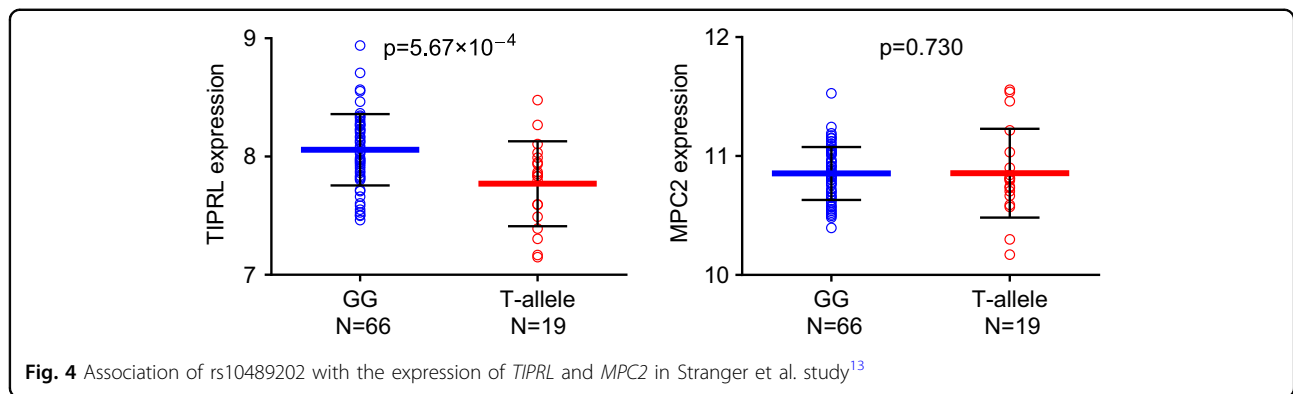 9
8
7
TIPRL expression
p=5.67×10⁻⁴
GG
N=66
T-allele
N=19
12
11
10
MPC2 expression
p=0.730
GG
N=66
T-allele
N=19
Fig. 4 Association of rs10489202 with the expression of TIPRL and MPC2 in Stranger et al. study¹³